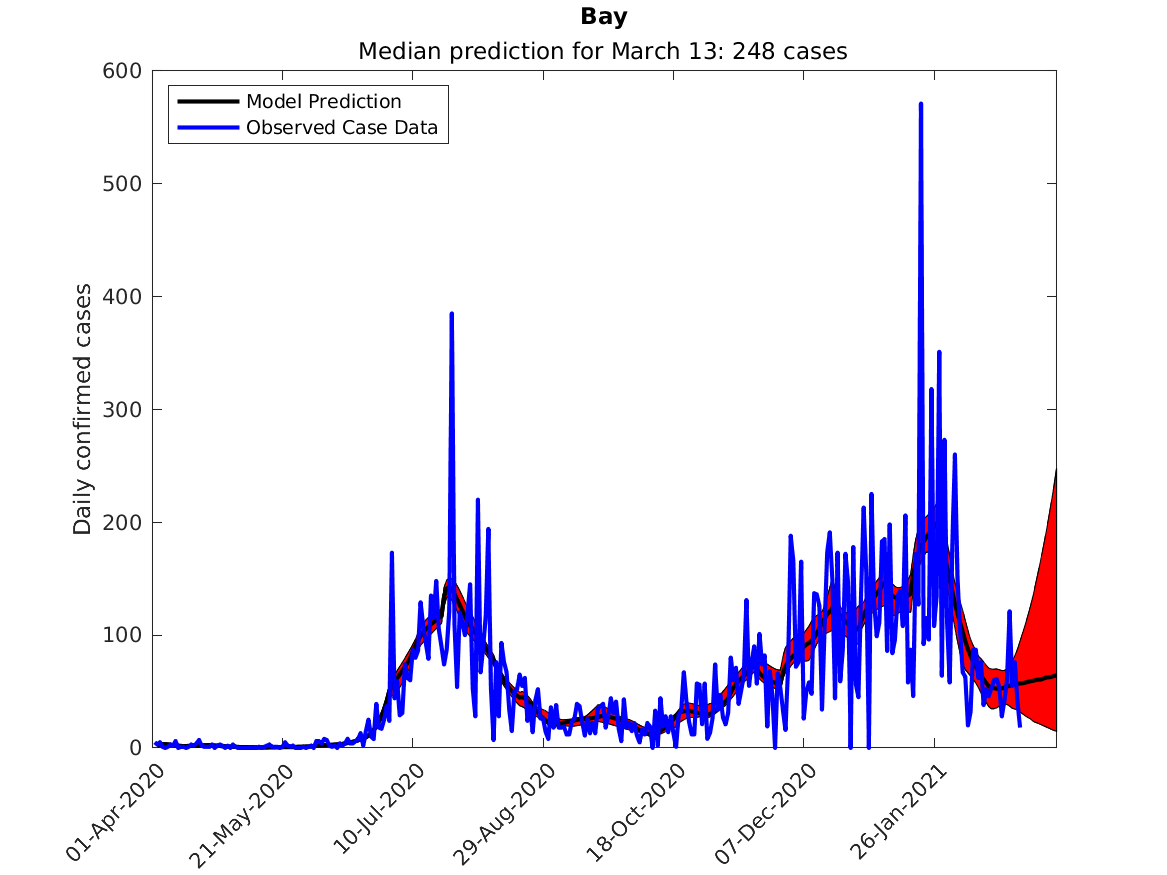 Bay
Median prediction for March 13: 248 cases
Model Prediction
Observed Case Data
Daily confirmed cases
600
500
400
300
200
100
0
01-Apr-2020
21-May-2020
10-Jul-2020
29-Aug-2020
18-Oct-2020
07-Dec-2020
26-Jan-2021